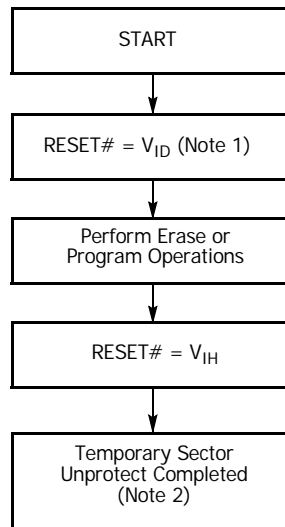 START
RESET# = VID (Note 1)
Perform Erase or
Program Operations
RESET# = VIH
Temporary Sector
Unprotect Completed
(Note 2)